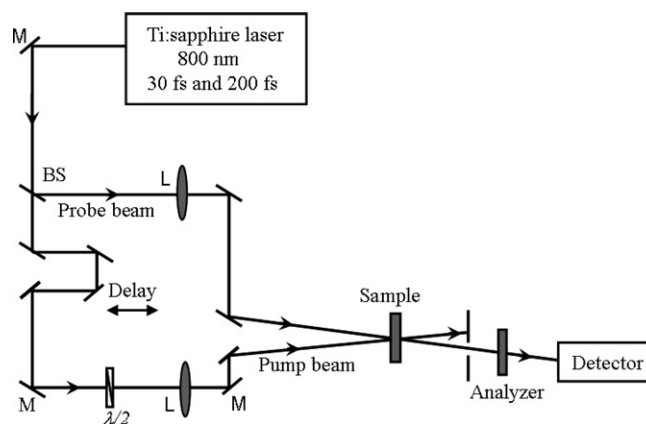 M
Ti:sapphire laser
800 nm
30 fs and 200 fs
BS
L
Probe beam
Delay
Sample
Pump beam
Detector
Analyzer
M
λ/2
L
M